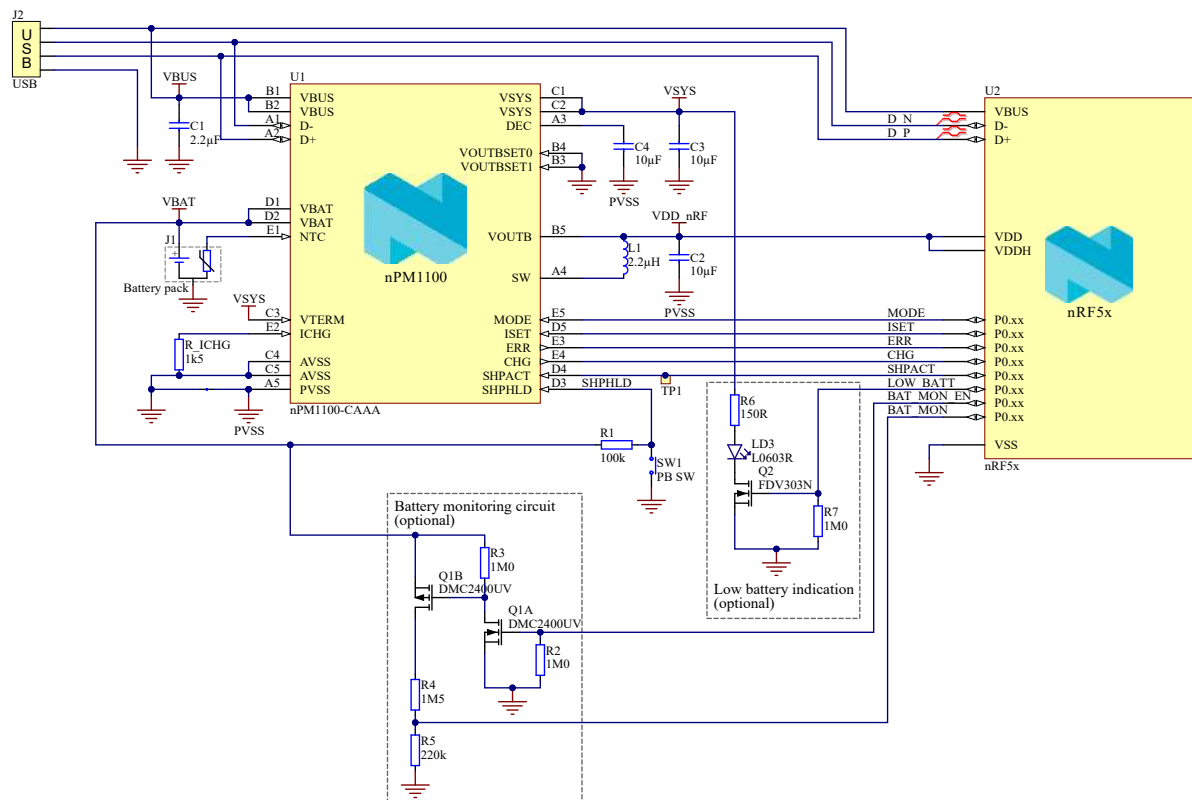 J2
U
S
B
USB
VBUS
C1
2.2µF
U1
B1 VBUS
B2 VBUS
A1 D-
A2 D+
D1 VBAT
D2 VBAT
E1 NTC
C3 VTERM
E2 ICHG
C4 AVSS
C5 AVSS
A5 PVSS
nPM1100
VSYS C1
VSYS C2
DEC A3
VOUTBSET0 B4
VOUTBSET1 B3
VOUTB B5
SW A4
MODE E5
ISET D5
ERR E3
CHG E4
SHPACT D4
SHPHLD D3
nPM1100-CAAA
VBAT
J1
+
Battery pack
VSYS
R_ICHG
1k5
PVSS
VSYS
C4
10µF
C3
10µF
PVSS
VDD_nRF
L1
2.2µH
C2
10µF
PVSS
SHPHLD
TP1
R1
100k
SW1
PB SW
U2
VBUS
D_N D-
D_P D+
VDD
VDDH
nRF5x
MODE P0.xx
ISET P0.xx
ERR P0.xx
CHG P0.xx
SHPACT P0.xx
LOW_BATT P0.xx
BAT_MON_EN P0.xx
BAT_MON P0.xx
VSS
nRF5x
R6
150R
LD3
L0603R
Q2
FDV303N
R7
1M0
Low battery indication
(optional)
Battery monitoring circuit
(optional)
R3
1M0
Q1B
DMC2400UV
Q1A
DMC2400UV
R2
1M0
R4
1M5
R5
220k